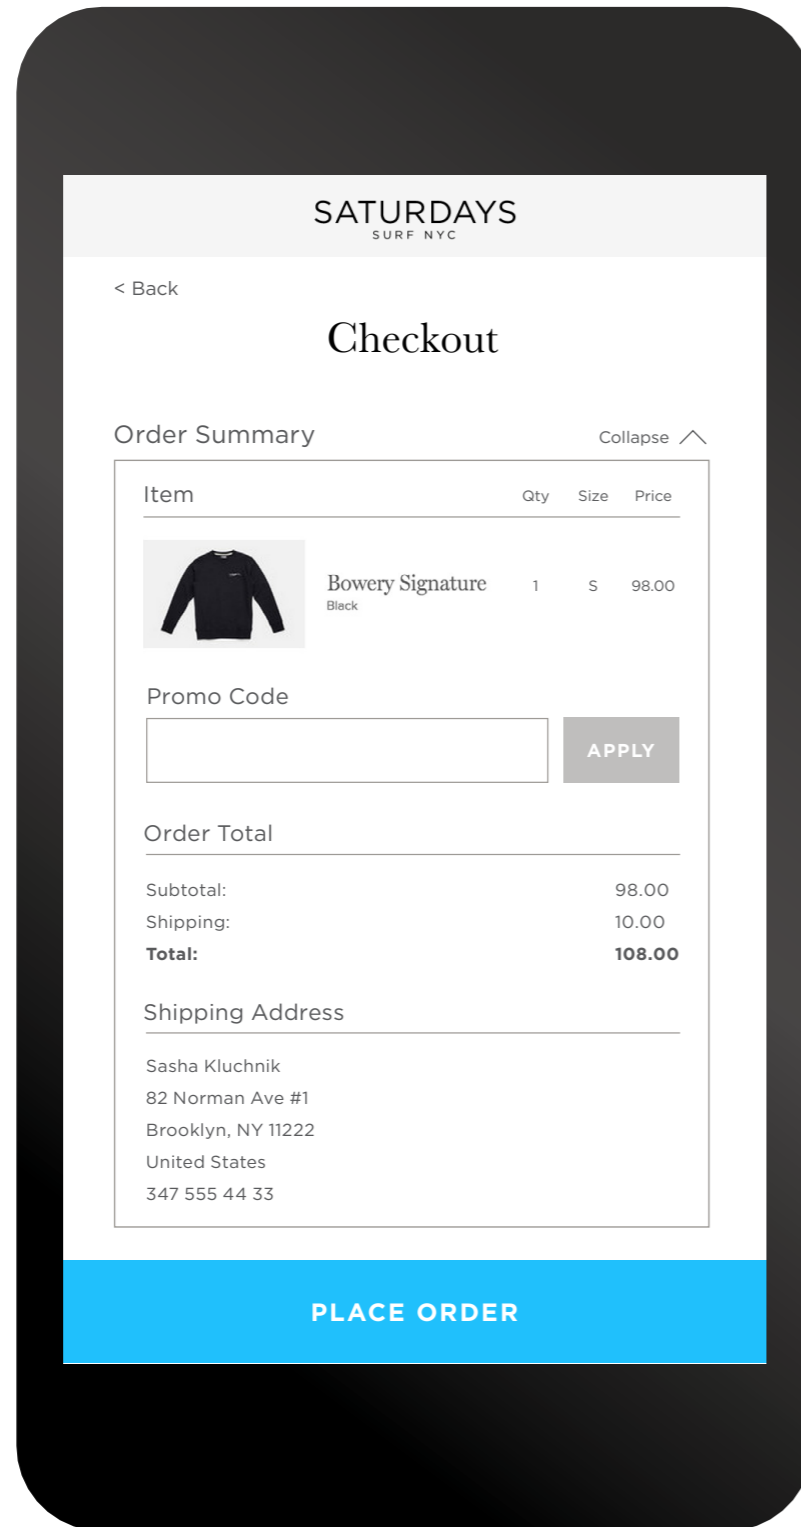 SATURDAYS
SURF NYC
< Back
Checkout
Order Summary Collapse
Item Qty Size Price
Bowery Signature 1 S 98.00
Black
Promo Code
APPLY
Order Total
Subtotal: 98.00
Shipping: 10.00
Total: 108.00
Shipping Address
Sasha Kluchnik
82 Norman Ave #1
Brooklyn, NY 11222
United States
347 555 44 33
PLACE ORDER